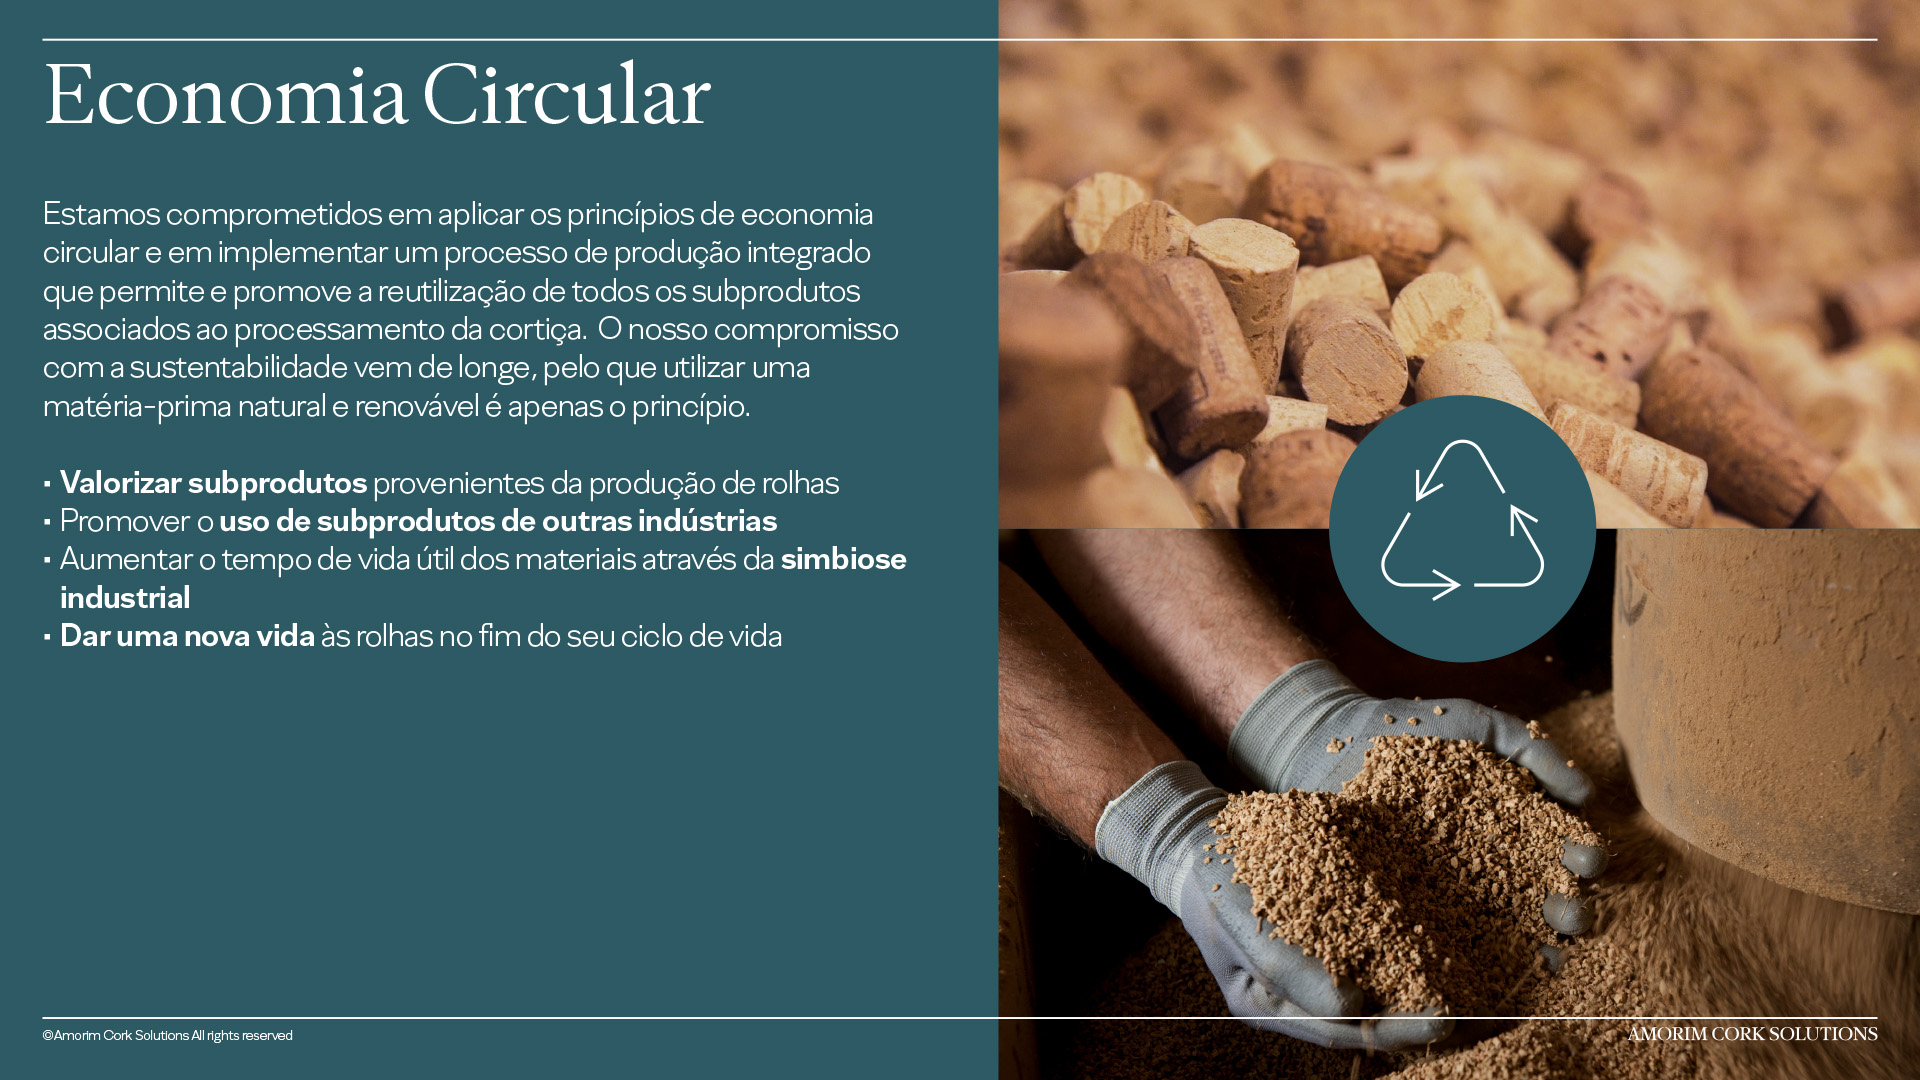 Economia Circular
Estamos comprometidos em aplicar os princípios de economia
circular e em implementar um processo de produção integrado
que permite e promove a reutilização de todos os subprodutos
associados ao processamento da cortiça.  O nosso compromisso
com a sustentabilidade vem de longe, pelo que utilizar uma
matéria-prima natural e renovável é apenas o princípio.
• Valorizar subprodutos provenientes da produção de rolhas
• Promover o uso de subprodutos de outras indústrias
• Aumentar o tempo de vida útil dos materiais através da simbiose
industrial
• Dar uma nova vida às rolhas no fim do seu ciclo de vida
©Amorim Cork Solutions All rights reserved
AMORIM CORK SOLUTIONS